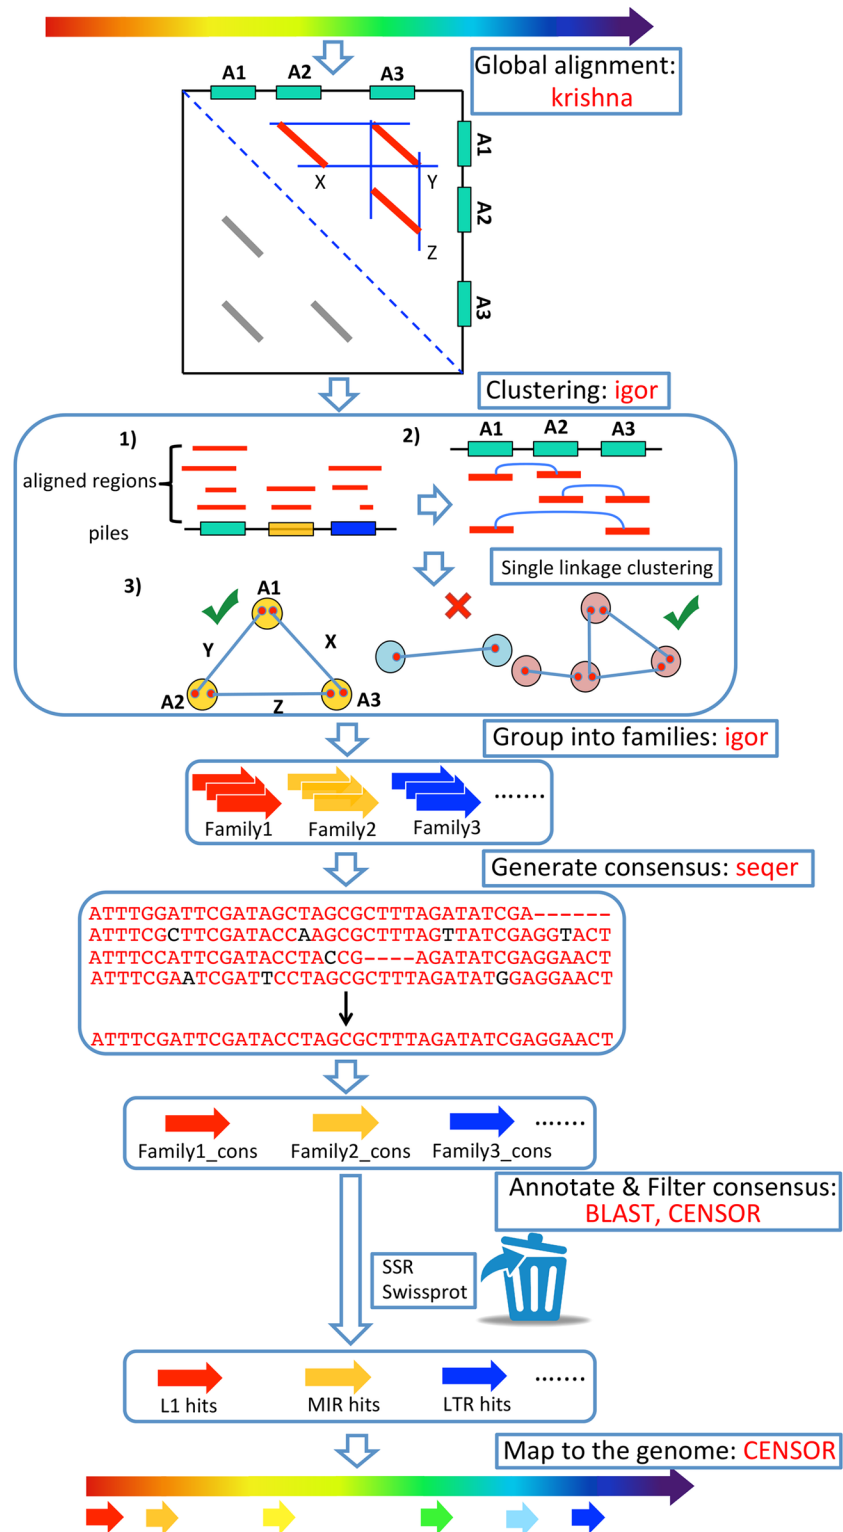 Global alignment:
krishna
A1 A2 A3
A1
A2
A3
X Y
Z
Clustering: igor
1)
aligned regions
piles
2)
A1 A2 A3
Single linkage clustering
3)
A1
Y X
A2 Z A3
Group into families: igor
Family1 Family2 Family3 .......
Generate consensus: seqer
ATTTGGATTCGATAGCTAGCGCTTTAGATATCGA------
ATTTCGCTTCGATACCAAGCGCTTTAGTTATCGAGGTACT
ATTTCCATTCGATACCTACCG----AGATATCGAGGAACT
ATTTCGAATCGATTCCTAGCGCTTTAGATATGGAGGAACT
ATTTCGATTCGATACCTAGCGCTTTAGATATCGAGGAACT
Family1_cons Family2_cons Family3_cons .......
Annotate & Filter consensus:
BLAST, CENSOR
SSR
Swissprot
L1 hits MIR hits LTR hits .......
Map to the genome: CENSOR